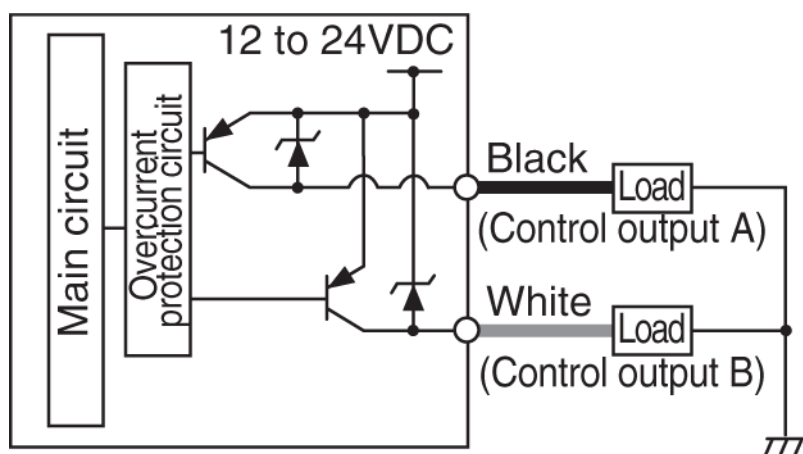 12 to 24VDC
Main circuit
Overcurrent
protection circuit
Black
Load
(Control output A)
White
Load
(Control output B)